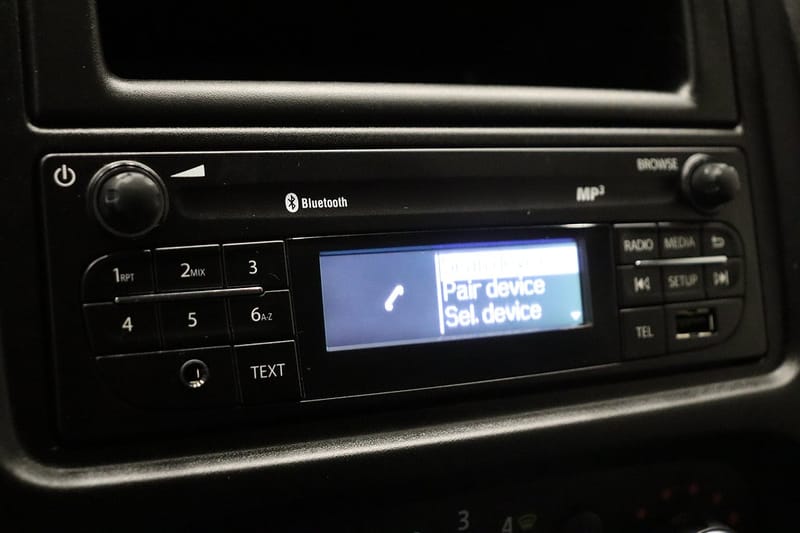 BROWSE
Bluetooth
MP3
1RPT 2MIX 3
RADIO MEDIA
Pair device
Sel. device
4 5 6A-Z
SETUP
TEXT
TEL
3 4